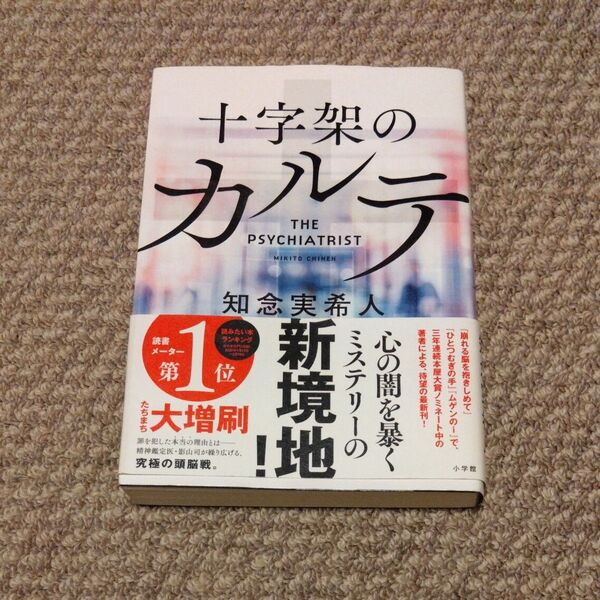 十字架の
カルテ
THE
PSYCHIATRIST
MIKITO CHINEN
知念実希人
「崩れる脳を抱きしめて」
「ひとつむぎの手」「ムゲンのi」で、
三年連続本屋大賞ノミネート中の
著者による、待望の最新刊！
心の闇を暴く
ミステリーの
新境地！
読書
メーター
第1位
読みたい本
ランキング
たちまち
大増刷
罪を犯した本当の理由とは——
精神鑑定医・影山司が繰り広げる、
究極の頭脳戦。
小学館